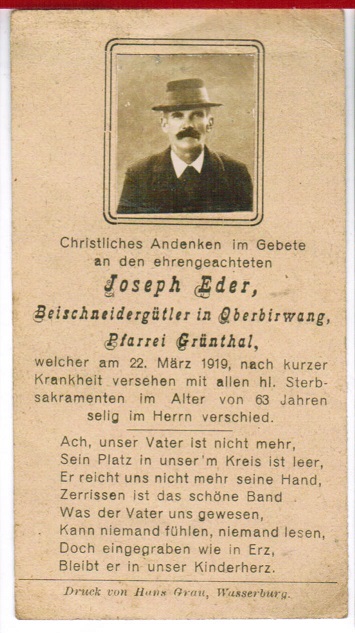 Christliches Andenken im Gebete
an den ehrengeachteten
Joseph Eder,
Beischneidergütler in Oberbirwang,
Pfarrei Grünthal,
welcher am 22. März 1919, nach kurzer
Krankheit versehen mit allen hl. Sterb-
sakramenten im Alter von 63 Jahren
selig im Herrn verschied.
Ach, unser Vater ist nicht mehr,
Sein Platz in unser'm Kreis ist leer,
Er reicht uns nicht mehr seine Hand,
Zerrissen ist das schöne Band
Was der Vater uns gewesen,
Kann niemand fühlen, niemand lesen,
Doch eingegraben wie in Erz,
Bleibt er in unser Kinderherz.
Druck von Hans Grau, Wasserburg.